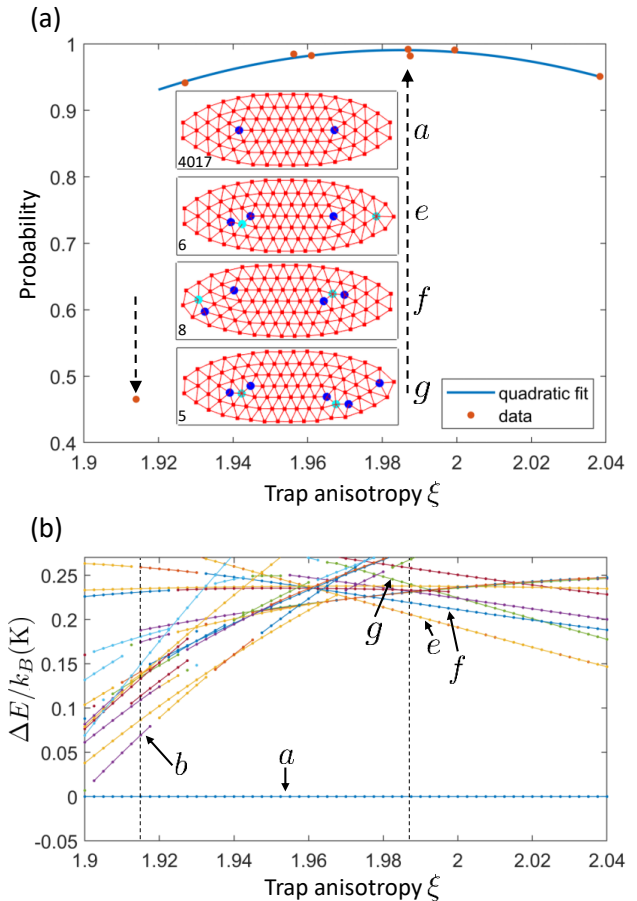 (a)
1
0.9
0.8
0.7
0.6
0.5
0.4
Probability
4017
a
6
e
8
f
5
g
quadratic fit
data
1.9 1.92 1.94 1.96 1.98 2 2.02 2.04
Trap anisotropy ξ
(b)
0.25
0.2
0.15
0.1
0.05
0
-0.05
ΔE/k_B(K)
g
e
f
b
a
1.9 1.92 1.94 1.96 1.98 2 2.02 2.04
Trap anisotropy ξ